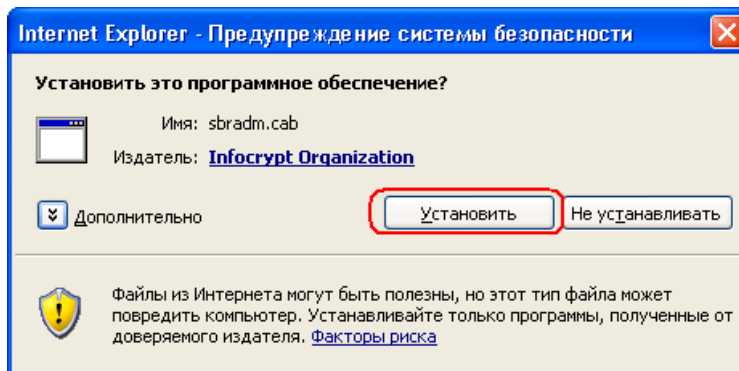 Internet Explorer - Предупреждение системы безопасности
Установить это программное обеспечение?
Имя: sbradm.cab
Издатель: Infocrypt Organization
Дополнительно
Установить
Не устанавливать
Файлы из Интернета могут быть полезны, но этот тип файла может
повредить компьютер. Устанавливайте только программы, полученные от
доверяемого издателя. Факторы риска